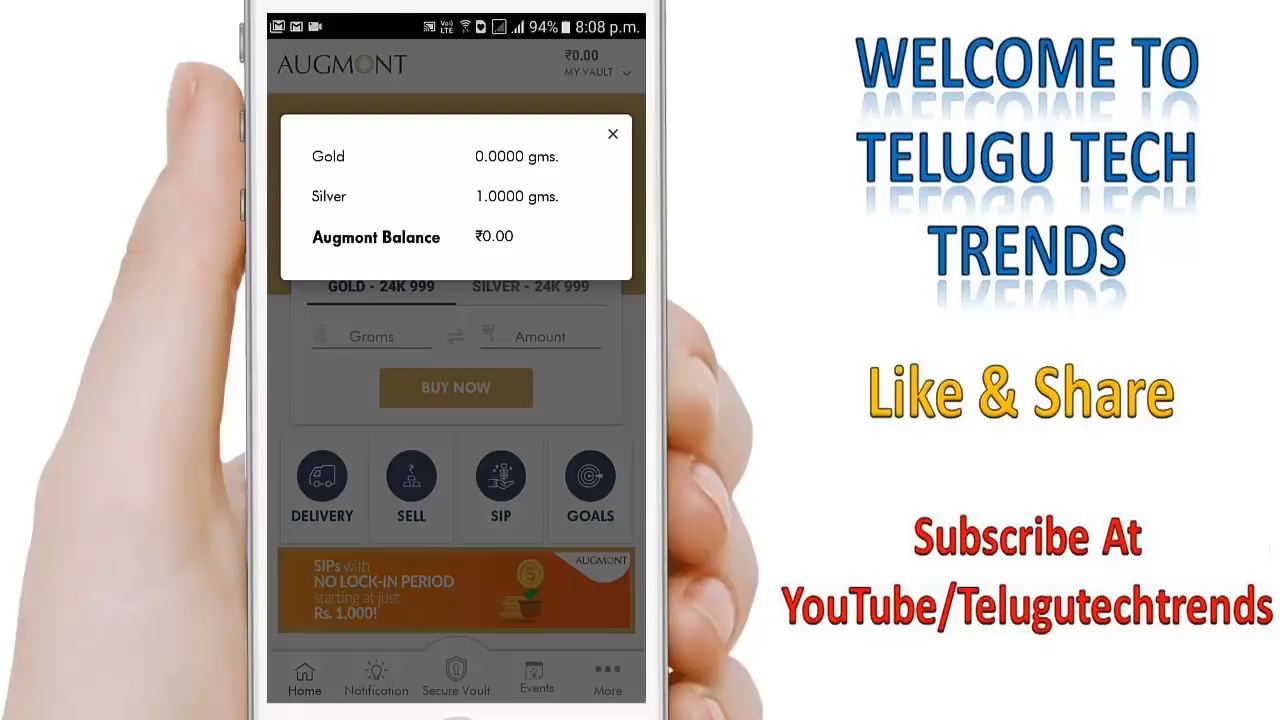 VoLTE 94% 8:08 p.m.
AUGMONT
₹0.00
MY VAULT
Gold 0.0000 gms.
Silver 1.0000 gms.
Augmont Balance ₹0.00
GOLD - 24K 999 SILVER - 24K 999
Grams Amount
BUY NOW
DELIVERY SELL SIP GOALS
SIPs with
NO LOCK-IN PERIOD
starting at just
Rs. 1,000!
AUGMONT
Home Notification Secure Vault Events More
WELCOME TO
TELUGU TECH
TRENDS
Like & Share
Subscribe At
YouTube/Telugutechtrends